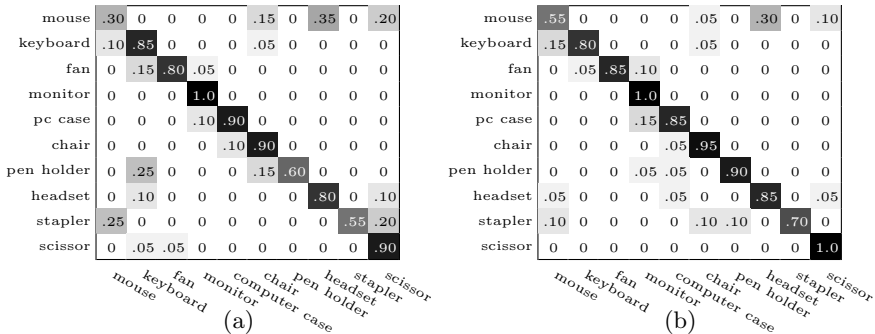 mouse .30 0 0 0 0 .15 0 .35 0 .20
keyboard .10 .85 0 0 0 .05 0 0 0 0
fan 0 .15 .80 .05 0 0 0 0 0 0
monitor 0 0 0 1.0 0 0 0 0 0 0
pc case 0 0 0 .10 .90 0 0 0 0 0
chair 0 0 0 0 .10 .90 0 0 0 0
pen holder 0 .25 0 0 0 .15 .60 0 0 0
headset 0 .10 0 0 0 0 0 .80 0 .10
stapler .25 0 0 0 0 0 0 0 .55 .20
scissor 0 .05 .05 0 0 0 0 0 0 .90
mouse keyboard fan monitor computer case chair pen holder headset stapler scissor
(a)
mouse .55 0 0 0 0 .05 0 .30 0 .10
keyboard .15 .80 0 0 0 .05 0 0 0 0
fan 0 .05 .85 .10 0 0 0 0 0 0
monitor 0 0 0 1.0 0 0 0 0 0 0
pc case 0 0 0 .15 .85 0 0 0 0 0
chair 0 0 0 0 .05 .95 0 0 0 0
pen holder 0 0 0 .05 .05 0 .90 0 0 0
headset .05 0 0 0 .05 0 0 .85 0 .05
stapler .10 0 0 0 0 .10 .10 0 .70 0
scissor 0 0 0 0 0 0 0 0 0 1.0
mouse keyboard fan monitor computer case chair pen holder headset stapler scissor
(b)